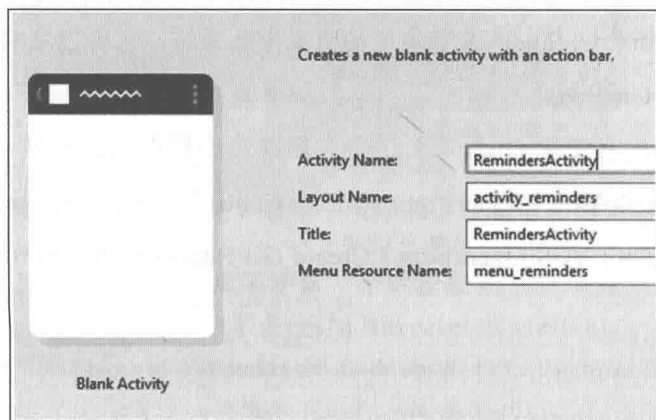 Creates a new blank activity with an action bar.
Activity Name: RemindersActivity
Layout Name: activity_reminders
Title: RemindersActivity
Menu Resource Name: menu_reminders
Blank Activity